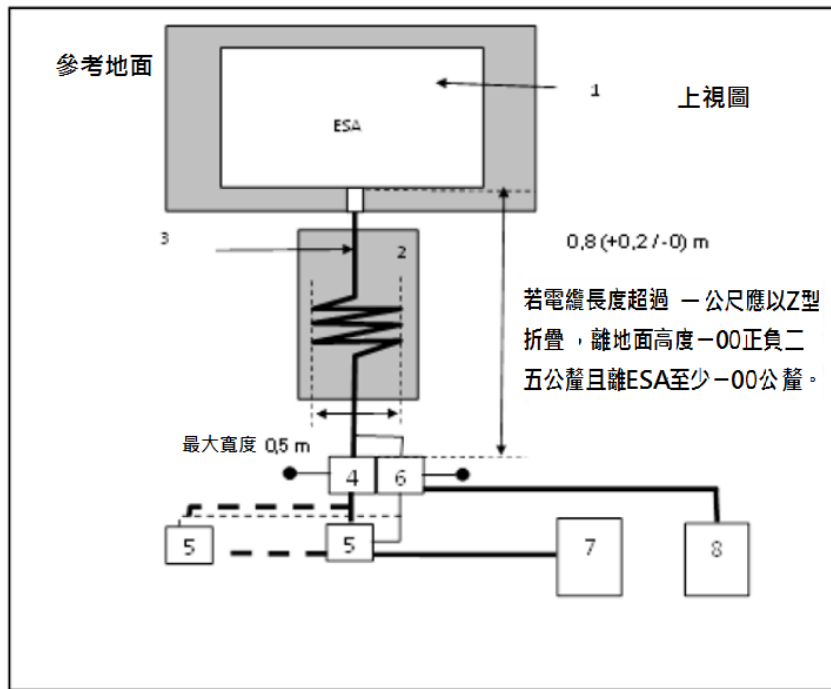 參考地面
1
上視圖
ESA
3
2
0,8 (+0,2 / -0) m
若電纜長度超過 一公尺應以Z型
折疊，離地面高度一00正負二
五公釐且離ESA至少一00公釐。
最大寬度 0,5 m
4
6
5
5
7
8